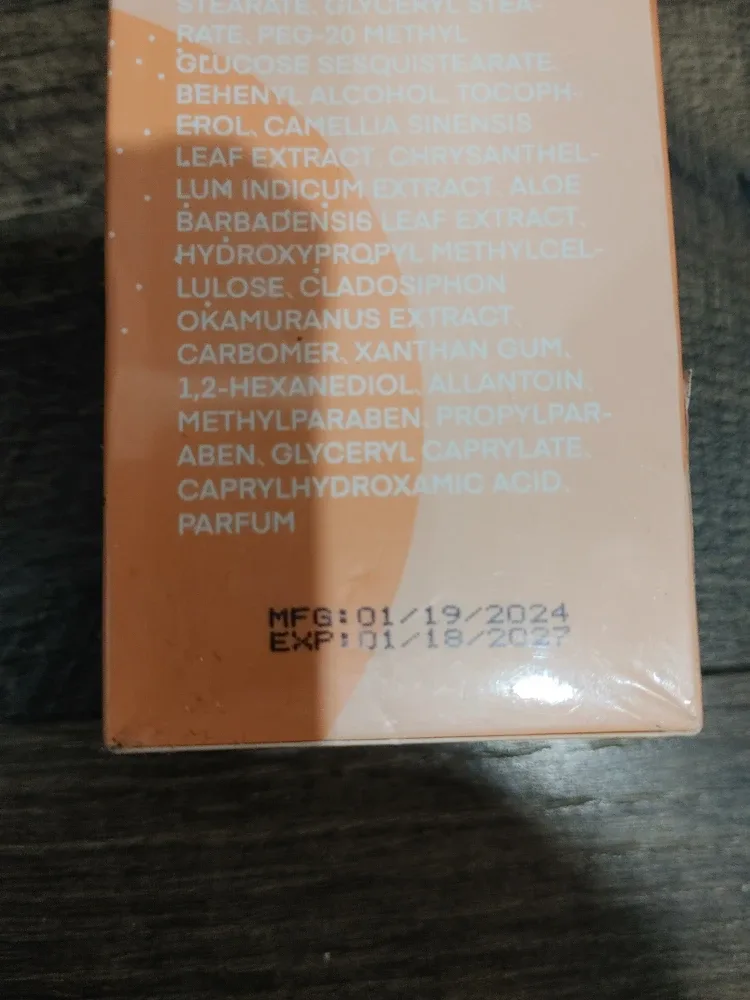 STEARATE, GLYCERYL STEA-
RATE, PEG-20 METHYL
GLUCOSE SESQUISTEARATE,
BEHENYL ALCOHOL, TOCOPH-
EROL, CAMELLIA SINENSIS
LEAF EXTRACT, CHRYSANTHEL-
LUM INDICUM EXTRACT, ALOE
BARBADENSIS LEAF EXTRACT,
HYDROXYPROPYL METHYLCEL-
LULOSE, CLADOSIPHON
OKAMURANUS EXTRACT,
CARBOMER, XANTHAN GUM,
1,2-HEXANEDIOL, ALLANTOIN,
METHYLPARABEN, PROPYLPAR-
ABEN, GLYCERYL CAPRYLATE,
CAPRYLHYDROXAMIC ACID,
PARFUM
MFG:01/19/2024
EXP:01/18/2027